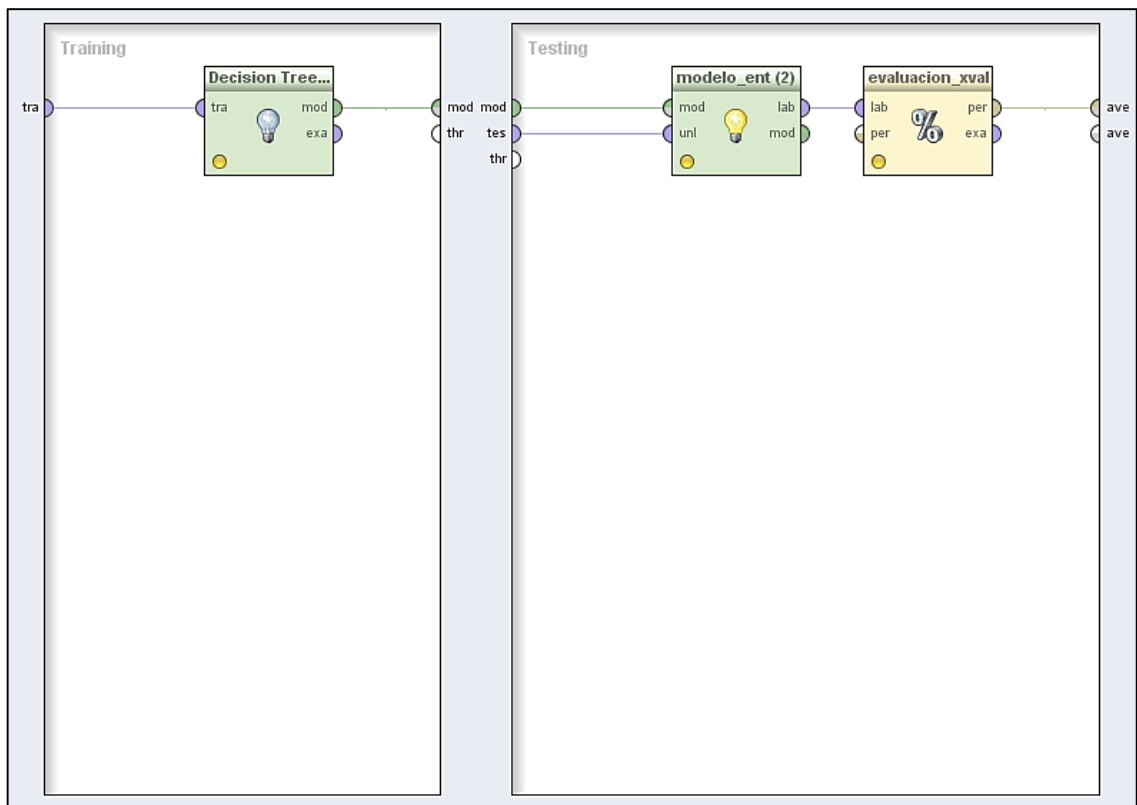 Training
Testing
Decision Tree...
modelo_ent (2)
evaluacion_xval
tra tra mod mod mod mod lab lab per ave
exa thr tes unl mod per exa ave
thr